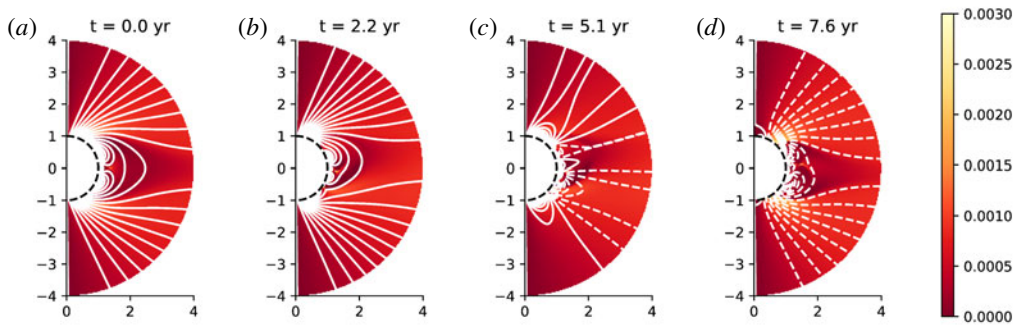 (a) t = 0.0 yr (b) t = 2.2 yr (c) t = 5.1 yr (d) t = 7.6 yr
4 4 4 4 0.0030
3 3 3 3 0.0025
2 2 2 2 0.0020
1 1 1 1
0 0 0 0 0.0015
−1 −1 −1 −1
−2 −2 −2 −2 0.0010
−3 −3 −3 −3 0.0005
−4 −4 −4 −4 0.0000
0 2 4 0 2 4 0 2 4 0 2 4